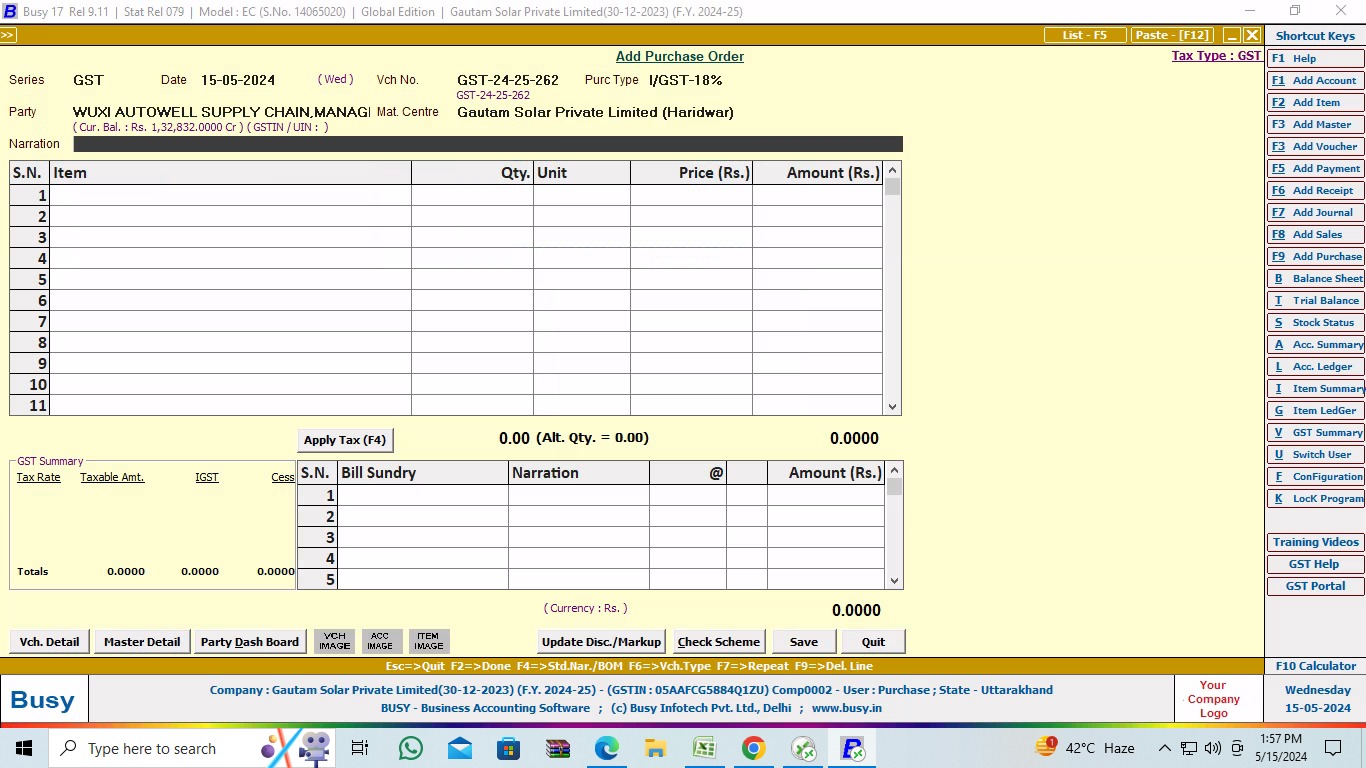 Busy 17 Rel 9.11 | Stat Rel 079 | Model : EC (S.No. 14065020) | Global Edition | Gautam Solar Private Limited(30-12-2023) (F.Y. 2024-25)
>> List - F5 Paste - [F12]
Add Purchase Order Tax Type : GST
Series GST Date 15-05-2024 ( Wed ) Vch No. GST-24-25-262 Purc Type I/GST-18%
GST-24-25-262
Party WUXI AUTOWELL SUPPLY CHAIN,MANAGI Mat. Centre Gautam Solar Private Limited (Haridwar)
( Cur. Bal. : Rs. 1,32,832.0000 Cr ) ( GSTIN / UIN : )
Narration
S.N. Item Qty. Unit Price (Rs.) Amount (Rs.)
1
2
3
4
5
6
7
8
9
10
11
Apply Tax (F4) 0.00 (Alt. Qty. = 0.00) 0.0000
GST Summary
Tax Rate Taxable Amt. IGST Cess
Totals 0.0000 0.0000 0.0000
S.N. Bill Sundry Narration @ Amount (Rs.)
1
2
3
4
5
( Currency : Rs. ) 0.0000
Vch. Detail Master Detail Party Dash Board VCH IMAGE ACC IMAGE ITEM IMAGE Update Disc./Markup Check Scheme Save Quit
Esc=>Quit F2=>Done F4=>Std.Nar./BOM F6=>Vch.Type F7=>Repeat F9=>Del. Line
Shortcut Keys
F1 Help
F1 Add Account
F2 Add Item
F3 Add Master
F3 Add Voucher
F5 Add Payment
F6 Add Receipt
F7 Add Journal
F8 Add Sales
F9 Add Purchase
B Balance Sheet
T Trial Balance
S Stock Status
A Acc. Summary
L Acc. Ledger
I Item Summary
G Item LedGer
V GST Summary
U Switch User
F ConFiguration
K LocK Program
Training Videos
GST Help
GST Portal
F10 Calculator
Busy
Company : Gautam Solar Private Limited(30-12-2023) (F.Y. 2024-25) - (GSTIN : 05AAFCG5884Q1ZU) Comp0002 - User : Purchase ; State - Uttarakhand
BUSY - Business Accounting Software ; (c) Busy Infotech Pvt. Ltd., Delhi ; www.busy.in
Your
Company
Logo
Wednesday
15-05-2024
Type here to search
1
42°C Haze
1:57 PM
5/15/2024